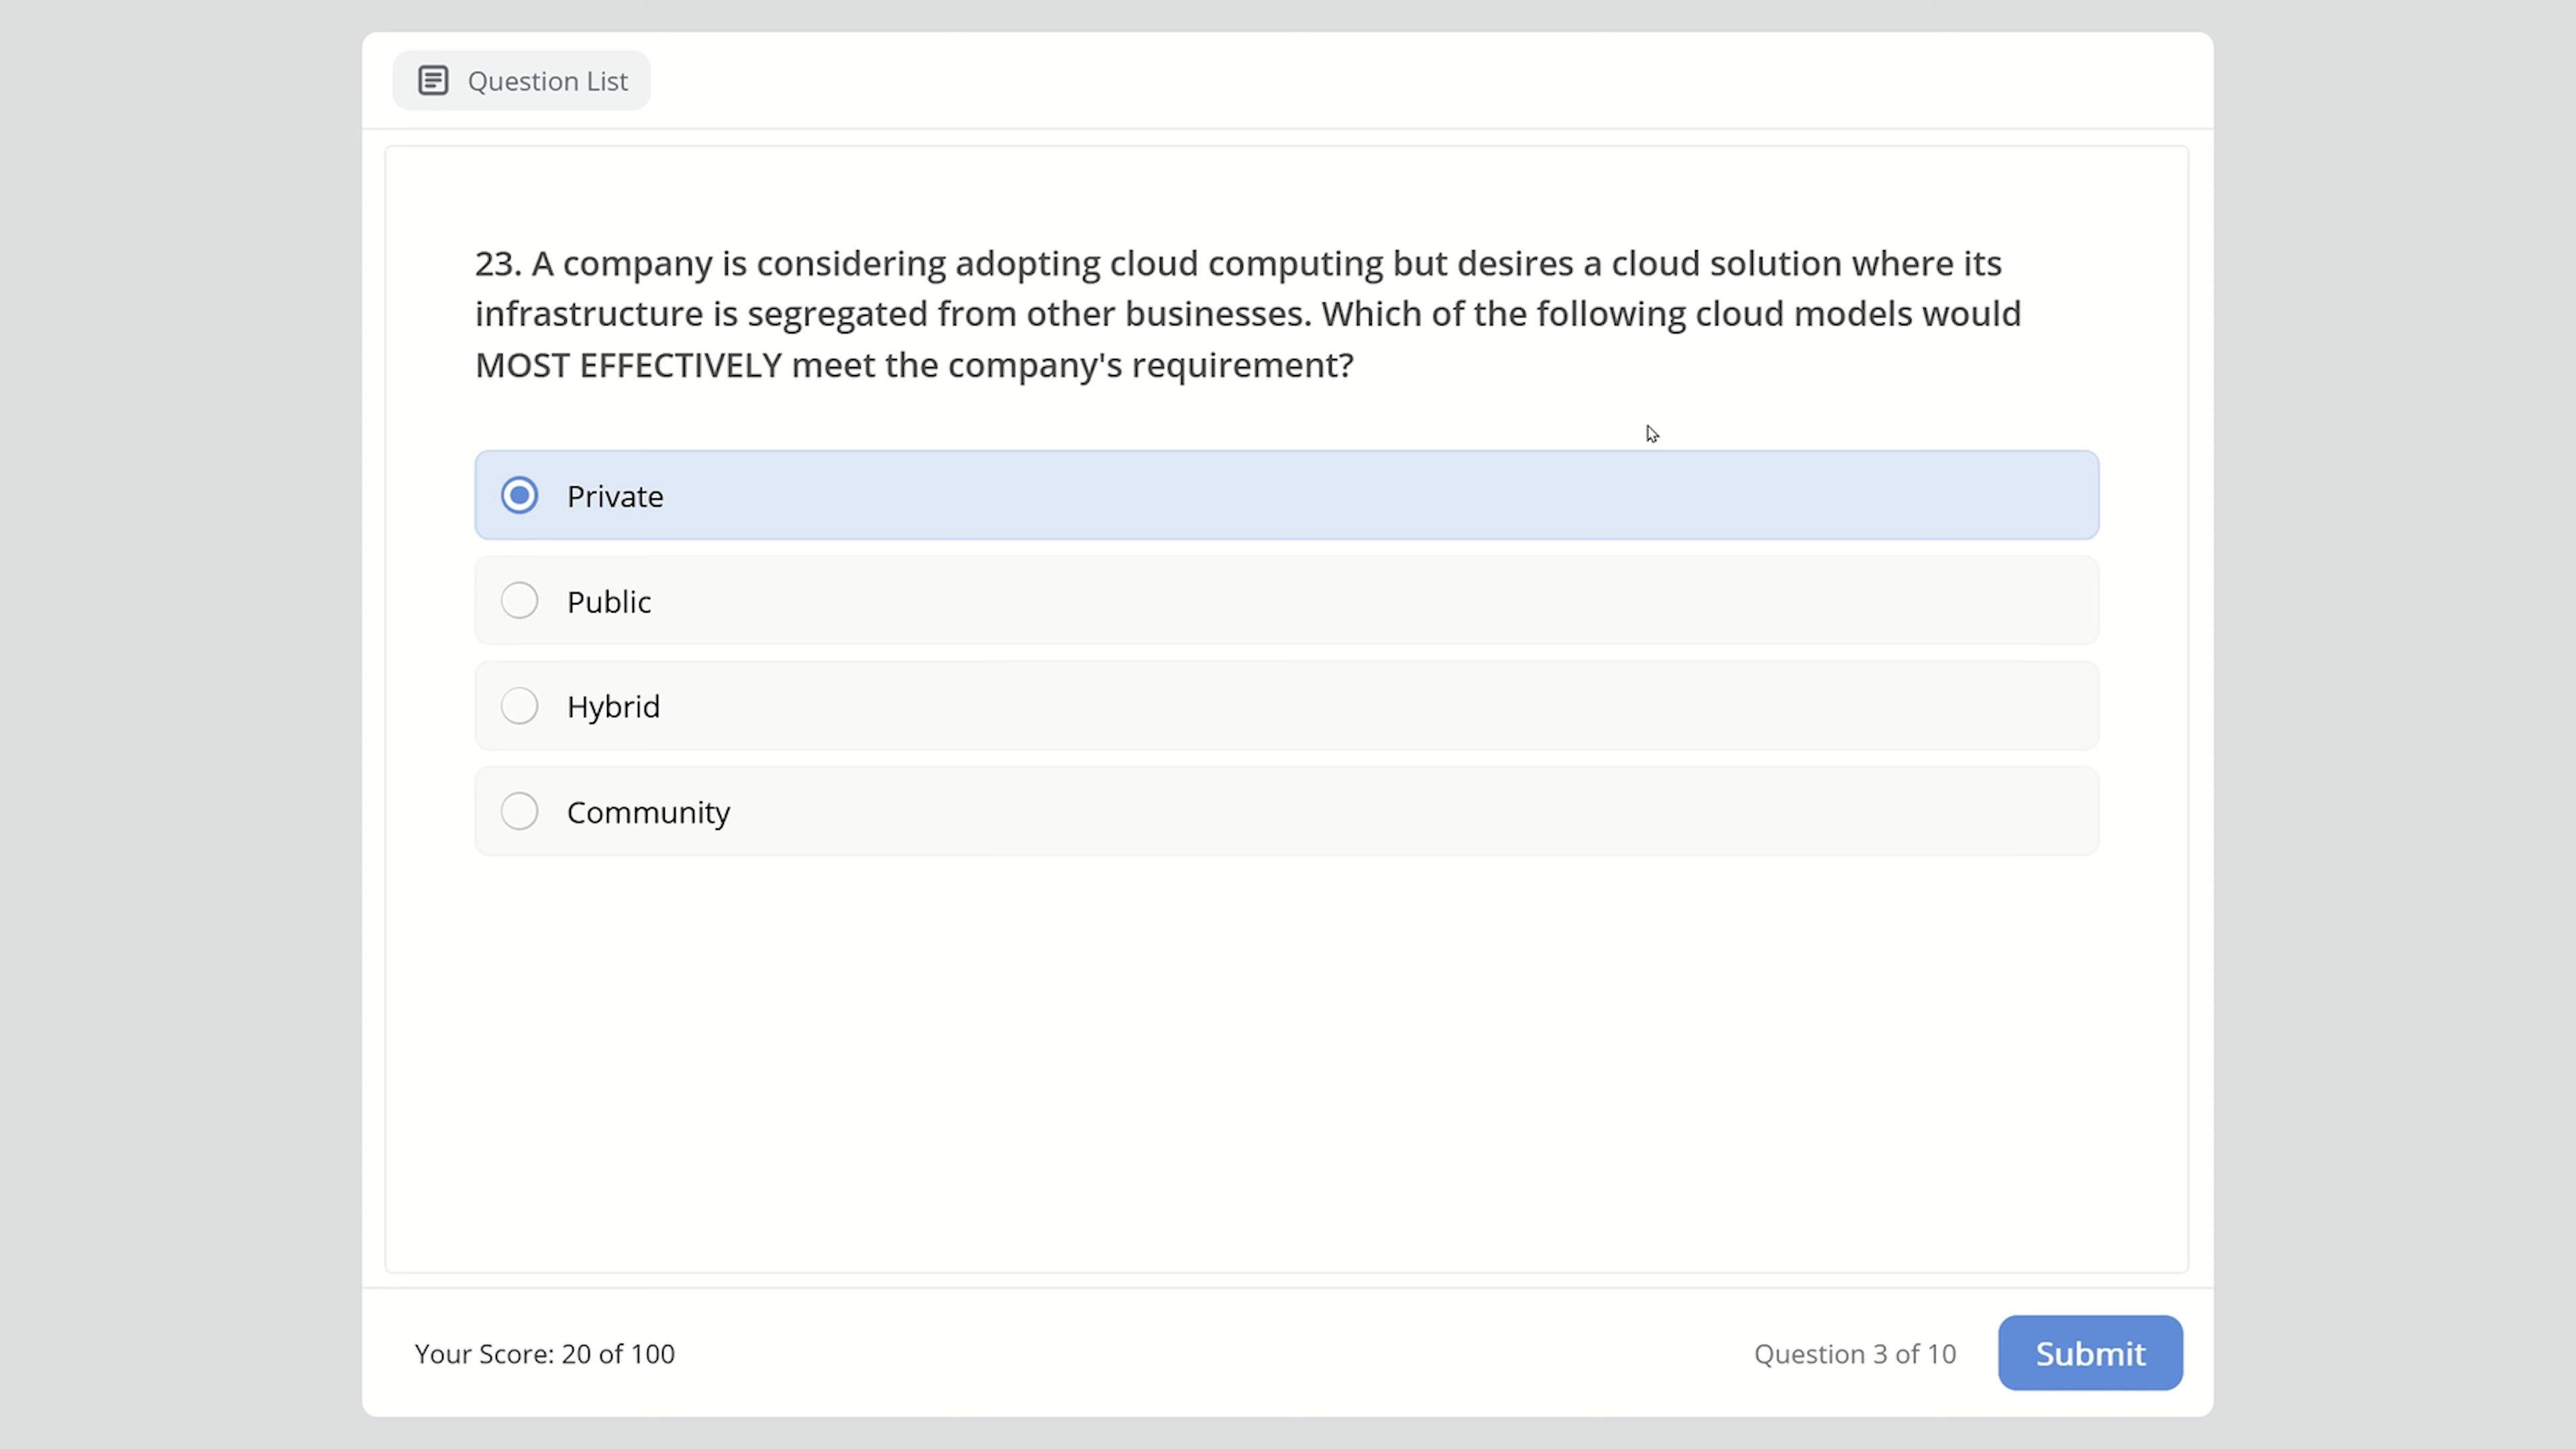 Question List
23. A company is considering adopting cloud computing but desires a cloud solution where its
infrastructure is segregated from other businesses. Which of the following cloud models would
MOST EFFECTIVELY meet the company's requirement?
Private
Public
Hybrid
Community
Your Score: 20 of 100
Question 3 of 10
Submit